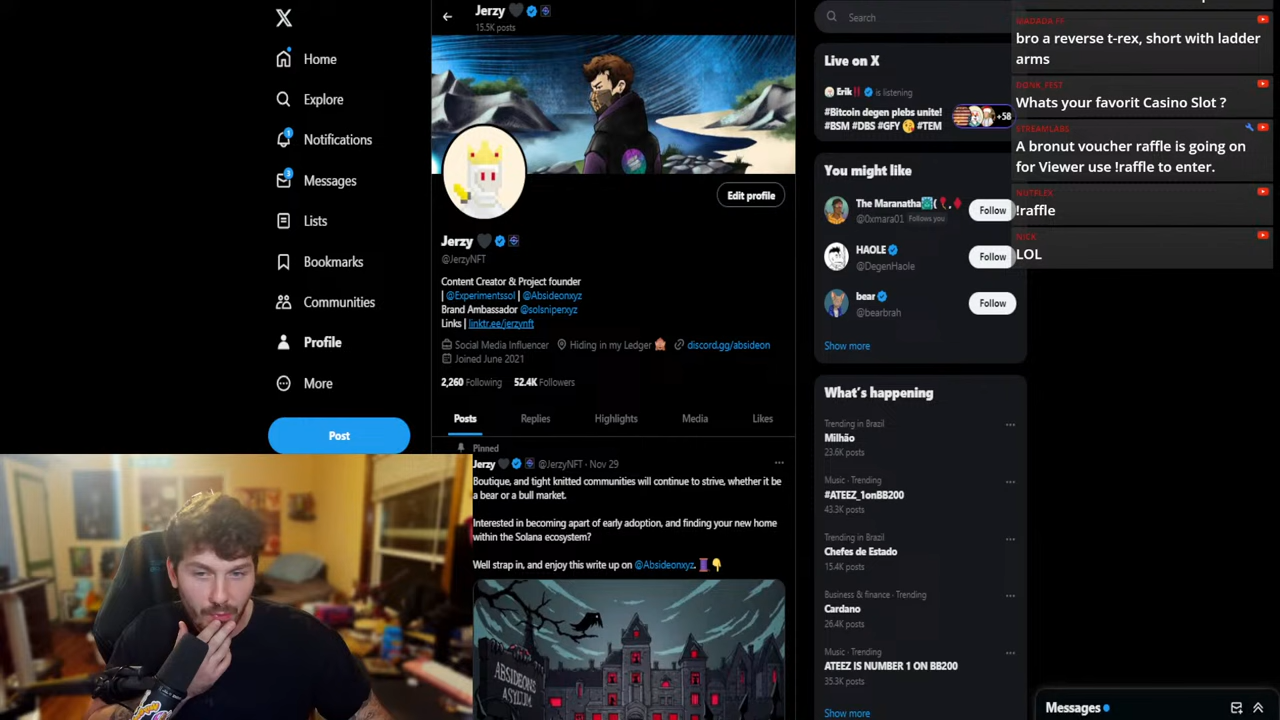 Home
Explore
Notifications
1
Messages
3
Lists
Bookmarks
Communities
Profile
More
Post
Jerzy
15.5K posts
Edit profile
Jerzy
@JerzyNFT
Content Creator & Project founder
| @Experimentssol | @Absideonxyz
Brand Ambassador @solsniperxyz
Links | linktr.ee/jerzynft
Social Media Influencer Hiding in my Ledger discord.gg/absideon
Joined June 2021
2,260 Following 52.4K Followers
Posts Replies Highlights Media Likes
Pinned
Jerzy @JerzyNFT · Nov 29
Boutique, and tight knitted communities will continue to strive, whether it be
a bear or a bull market.
Interested in becoming apart of early adoption, and finding your new home
within the Solana ecosystem?
Well strap in, and enjoy this write up on @Absideonxyz.
ABSIDEONS
ASYLUM
Search
Live on X
Erik is listening
#Bitcoin degen plebs unite!
#BSM #DBS #GFY #TEM
+58
You might like
The Maranatha
@0xmara01 Follows you
Follow
HAOLE
@DegenHaole
Follow
bear
@bearbrah
Follow
Show more
What's happening
Trending in Brazil
Milhão
23.6K posts
Music · Trending
#ATEEZ_1onBB200
43.3K posts
Trending in Brazil
Chefes de Estado
15.4K posts
Business & finance · Trending
Cardano
26.4K posts
Music · Trending
ATEEZ IS NUMBER 1 ON BB200
35.3K posts
Show more
bro a reverse t-rex, short with ladder
arms
Whats your favorit Casino Slot ?
STREAMLABS
A bronut voucher raffle is going on
for Viewer use !raffle to enter.
!raffle
NICK
LOL
Messages